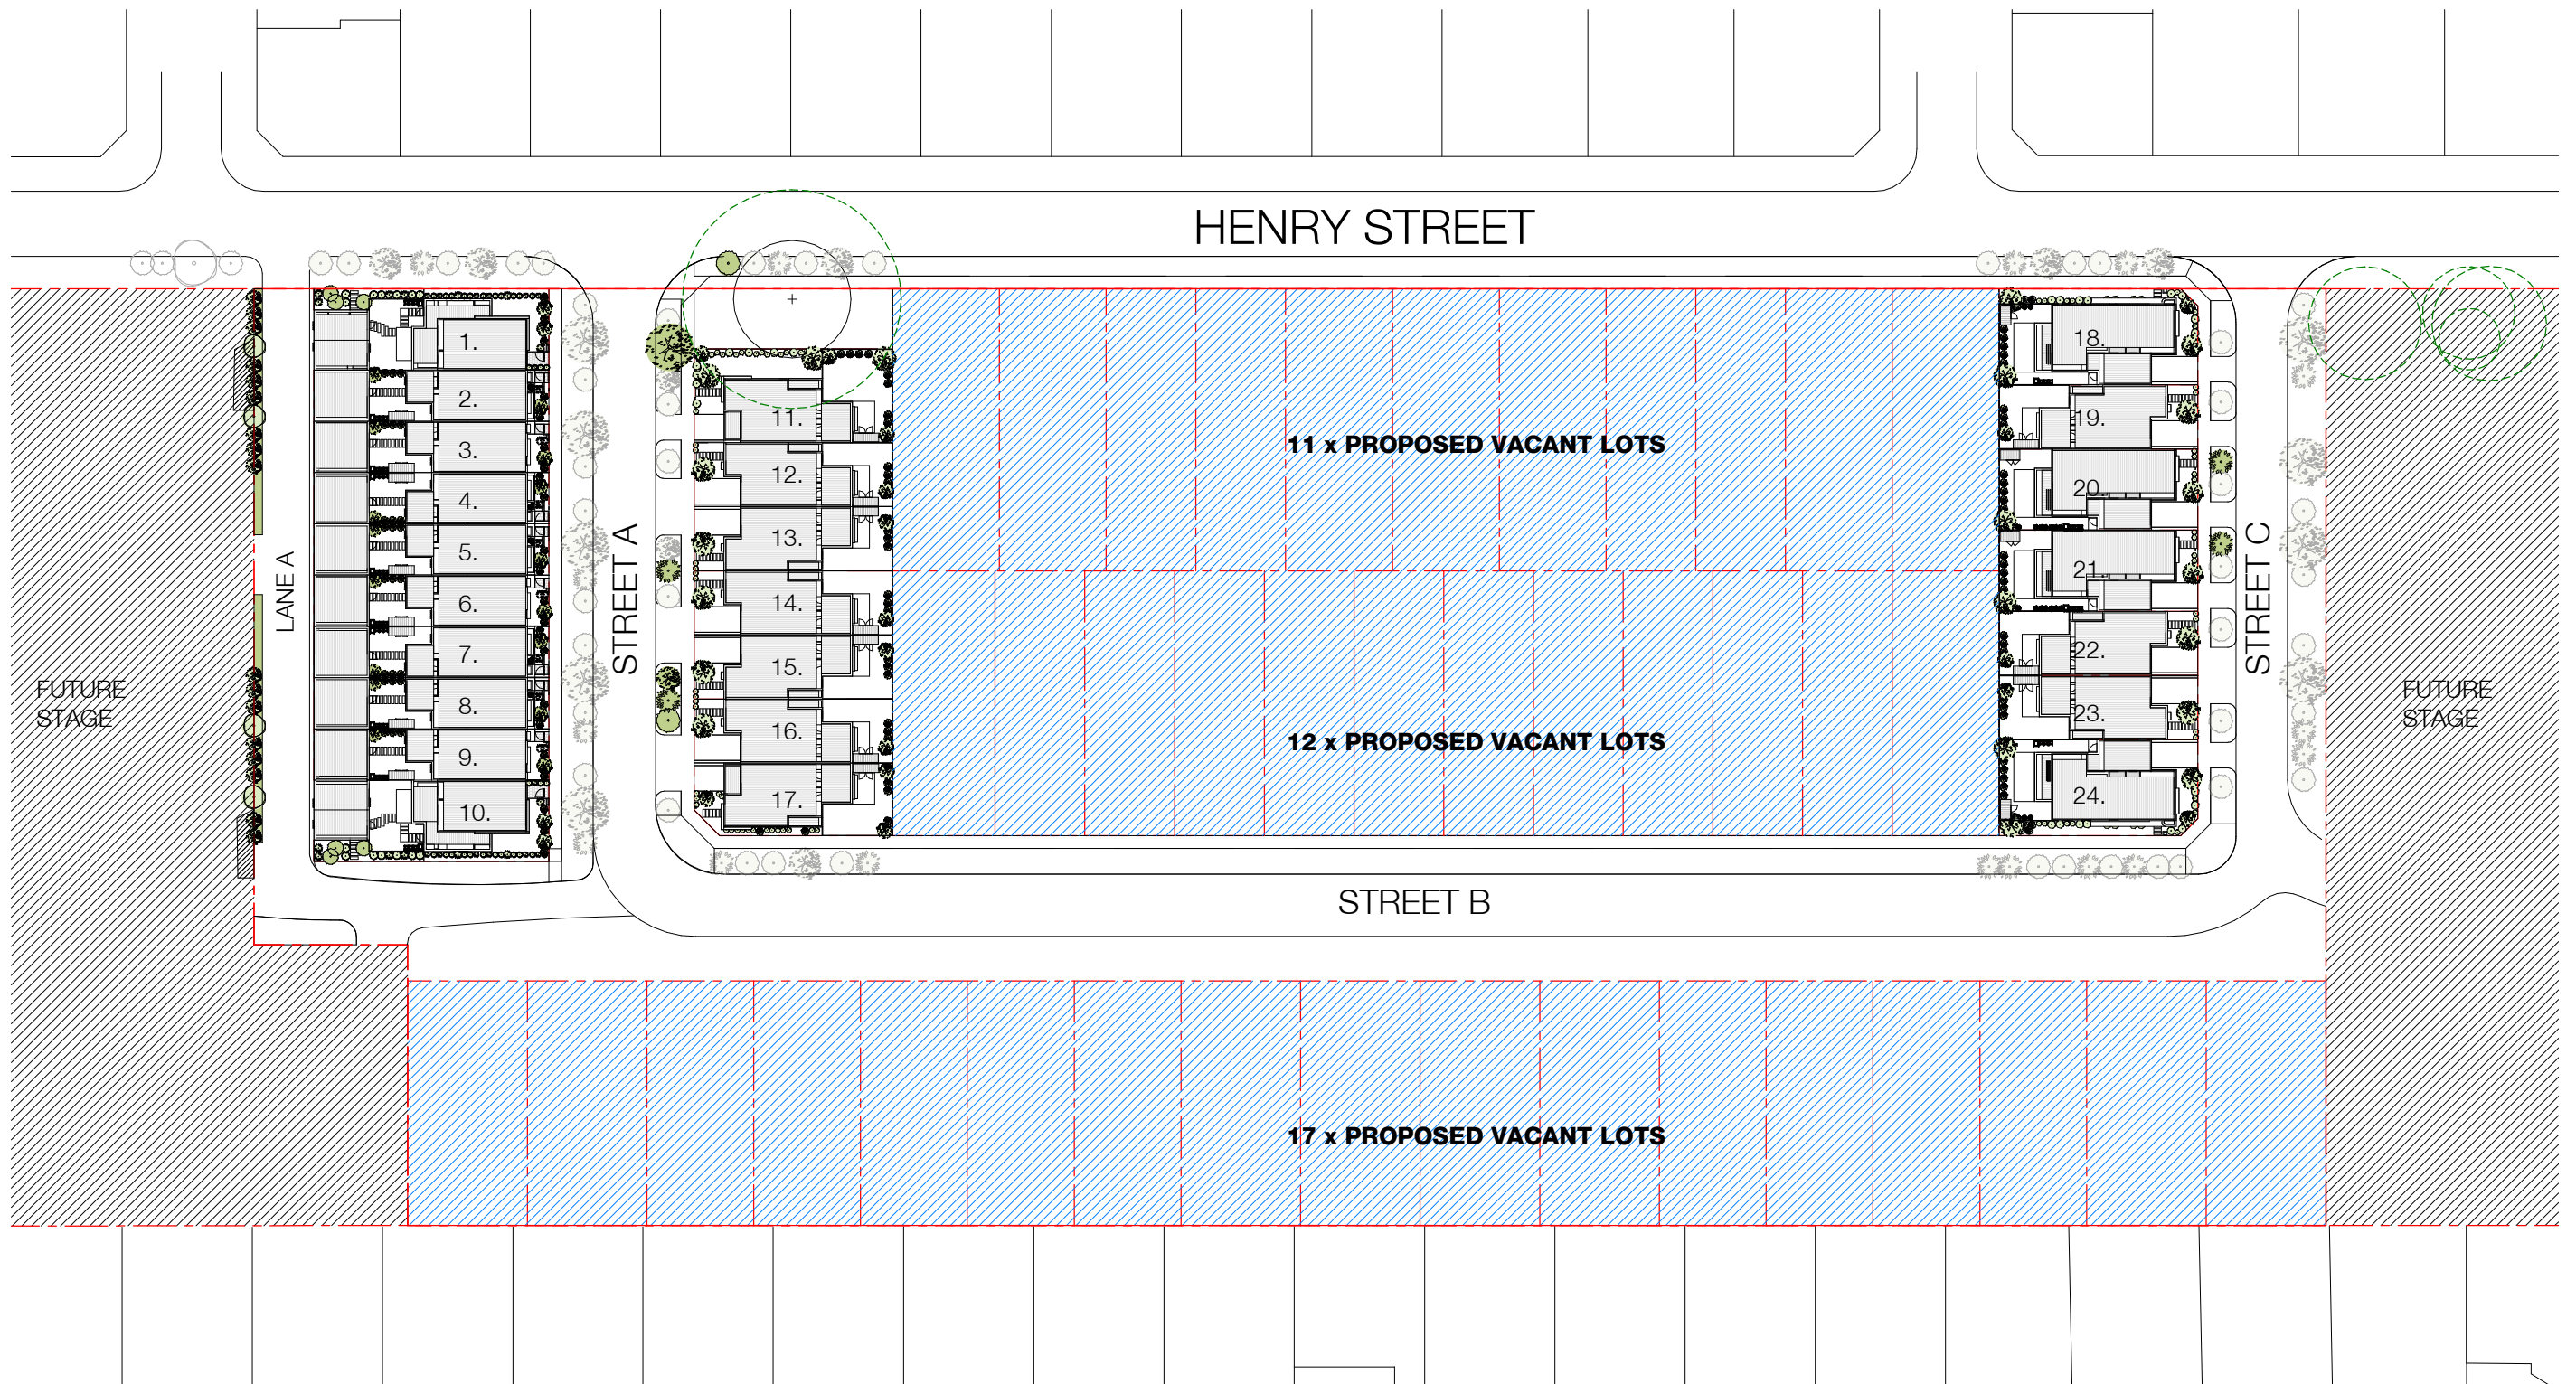 HENRY STREET
LANE A
STREET A
STREET C
STREET B
FUTURE
STAGE
1.
2.
3.
4.
5.
6.
7.
8.
9.
10.
11.
12.
13.
14.
15.
16.
17.
11 x PROPOSED VACANT LOTS
12 x PROPOSED VACANT LOTS
18.
19.
20.
21.
22.
23.
24.
FUTURE
STAGE
17 x PROPOSED VACANT LOTS